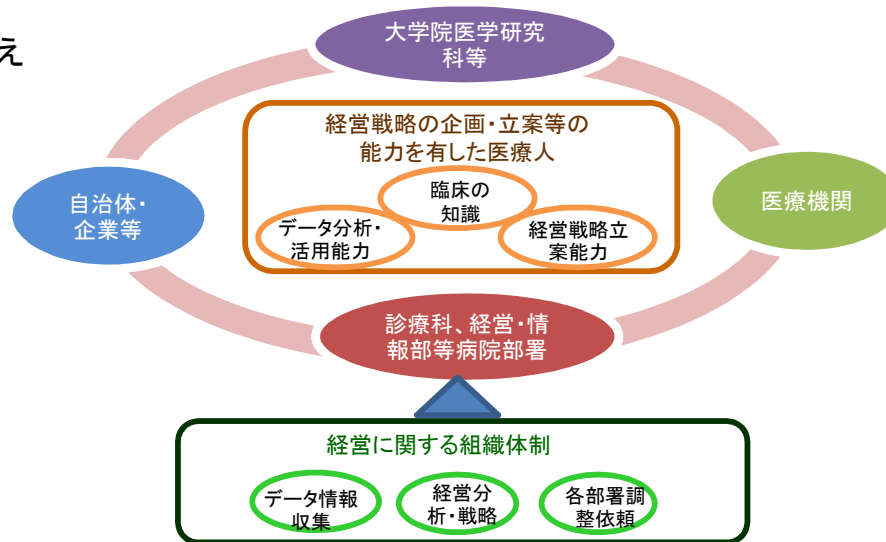 え
大学院医学研究
科等
経営戦略の企画・立案等の
能力を有した医療人
臨床の
知識
データ分析・
活用能力
経営戦略立
案能力
自治体・
企業等
医療機関
診療科、経営・情
報部等病院部署
経営に関する組織体制
データ情報
収集
経営分
析・戦略
各部署調
整依頼